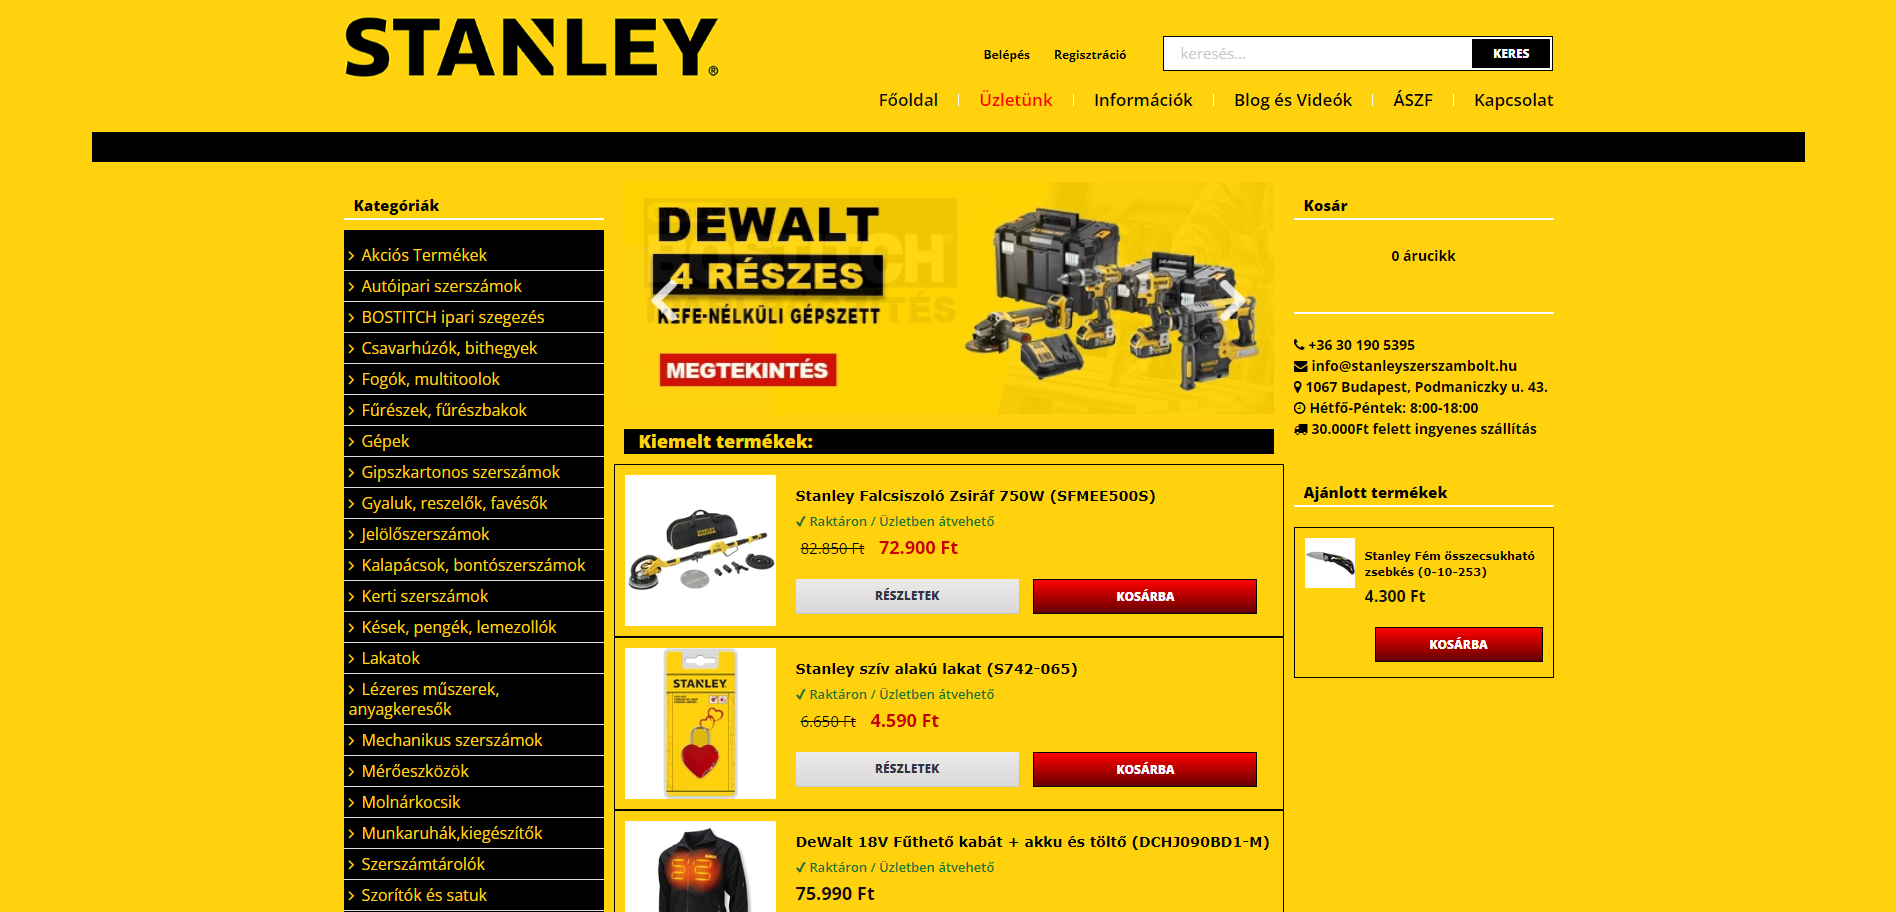 STANLEY®
Belépés Regisztráció
keresés...
KERES
Főoldal Üzletünk Információk Blog és Videók ÁSZF Kapcsolat
Kategóriák
Akciós Termékek
Autóipari szerszámok
BOSTITCH ipari szegezés
Csavarhúzók, bithegyek
Fogók, multitoolok
Fűrészek, fűrészbakok
Gépek
Gipszkartonos szerszámok
Gyaluk, reszelők, favésők
Jelölőszerszámok
Kalapácsok, bontószerszámok
Kerti szerszámok
Kések, pengék, lemezollók
Lakatok
Lézeres műszerek,
anyagkeresők
Mechanikus szerszámok
Mérőeszközök
Molnárkocsik
Munkaruhák,kiegészítők
Szerszámtárolók
Szorítók és satuk
DEWALT
4 RÉSZES
KEFE-NÉLKÜLI GÉPSZETT
MEGTEKINTÉS
BOSTITCH
Kiemelt termékek:
Stanley Falcsiszoló Zsiráf 750W (SFMEE500S)
Raktáron / Üzletben átvehető
82.850 Ft 72.900 Ft
RÉSZLETEK KOSÁRBA
STANLEY
Stanley szív alakú lakat (S742-065)
Raktáron / Üzletben átvehető
6.650 Ft 4.590 Ft
RÉSZLETEK KOSÁRBA
DeWalt 18V Fűthető kabát + akku és töltő (DCHJ090BD1-M)
Raktáron / Üzletben átvehető
75.990 Ft
Kosár
0 árucikk
+36 30 190 5395
info@stanleyszerszambolt.hu
1067 Budapest, Podmaniczky u. 43.
Hétfő-Péntek: 8:00-18:00
30.000Ft felett ingyenes szállítás
Ajánlott termékek
Stanley Fém összecsukható
zsebkés (0-10-253)
4.300 Ft
KOSÁRBA